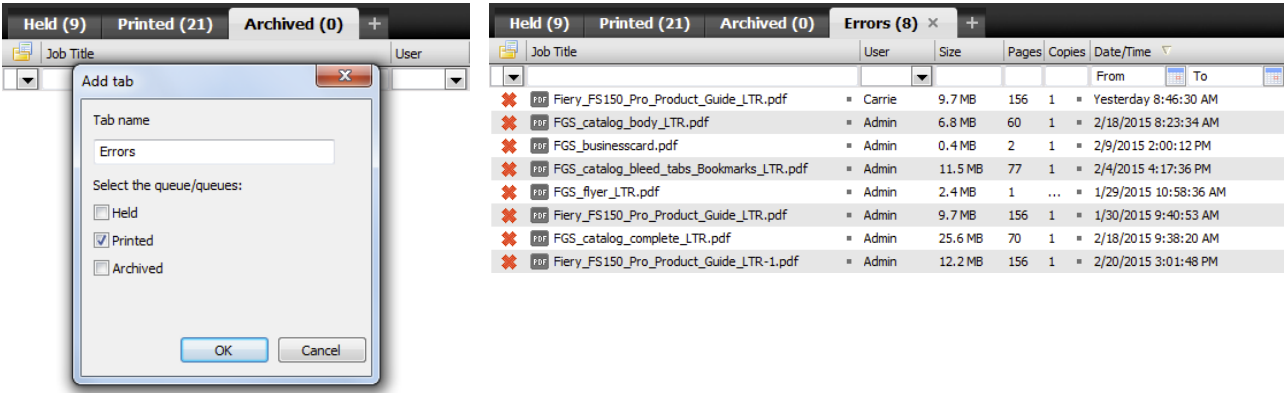 Held (9) Printed (21) Archived (0) +
Job Title User
Add tab
Tab name
Errors
Select the queue/queues:
Held
Printed
Archived
OK Cancel
Held (9) Printed (21) Archived (0) Errors (8) × +
Job Title User Size Pages Copies Date/Time
From To
PDF Fiery_FS150_Pro_Product_Guide_LTR.pdf Carrie 9.7 MB 156 1 Yesterday 8:46:30 AM
PDF FGS_catalog_body_LTR.pdf Admin 6.8 MB 60 1 2/18/2015 8:23:34 AM
PDF FGS_businesscard.pdf Admin 0.4 MB 2 1 2/9/2015 2:00:12 PM
PDF FGS_catalog_bleed_tabs_Bookmarks_LTR.pdf Admin 11.5 MB 77 1 2/4/2015 4:17:36 PM
PDF FGS_flyer_LTR.pdf Admin 2.4 MB 1 ... 1/29/2015 10:58:36 AM
PDF Fiery_FS150_Pro_Product_Guide_LTR.pdf Admin 9.7 MB 156 1 1/30/2015 9:40:53 AM
PDF FGS_catalog_complete_LTR.pdf Admin 25.6 MB 70 1 2/18/2015 9:38:20 AM
PDF Fiery_FS150_Pro_Product_Guide_LTR-1.pdf Admin 12.2 MB 156 1 2/20/2015 3:01:48 PM